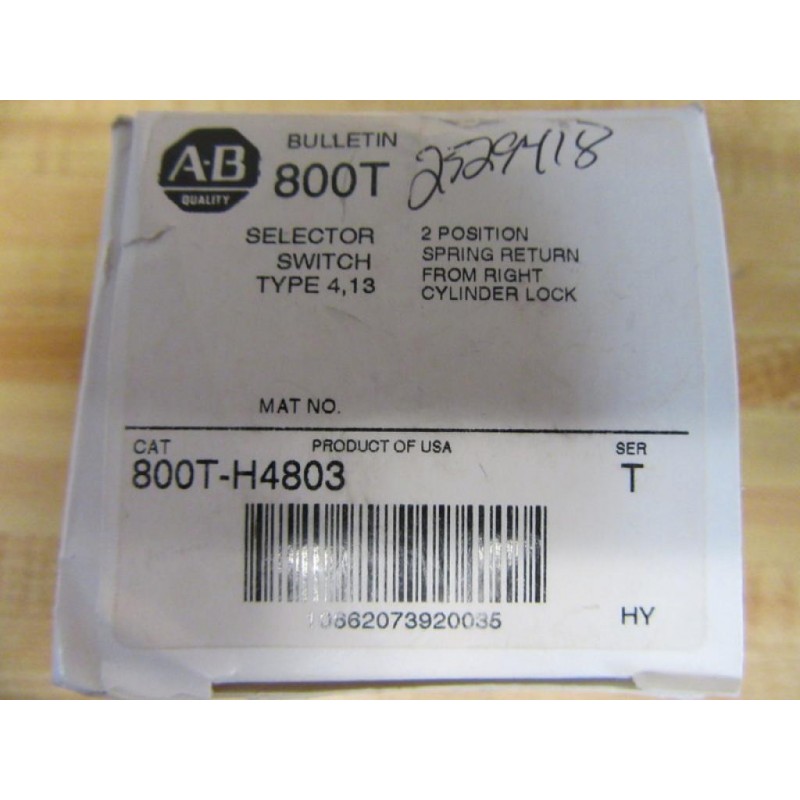 A-B
QUALITY
BULLETIN
800T
2529418
SELECTOR
SWITCH
TYPE 4,13
2 POSITION
SPRING RETURN
FROM RIGHT
CYLINDER LOCK
MAT NO.
CAT
PRODUCT OF USA
SER
800T-H4803
T
10662073920035
HY